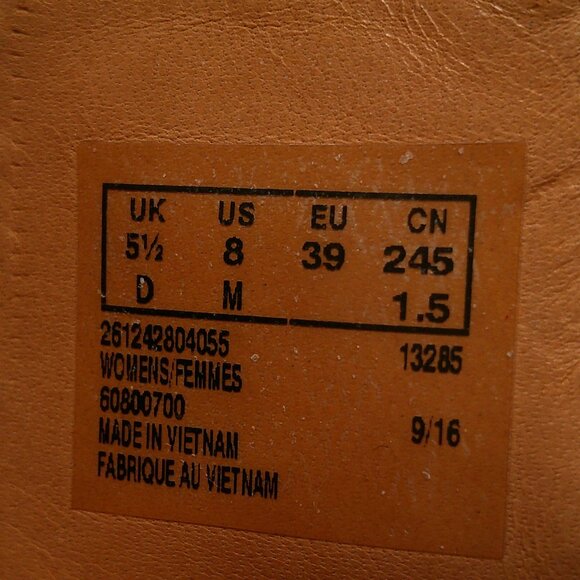 UK US EU CN
5½ 8 39 245
D M 1.5
261242804055 13285
WOMENS/FEMMES
60800700 9/16
MADE IN VIETNAM
FABRIQUE AU VIETNAM